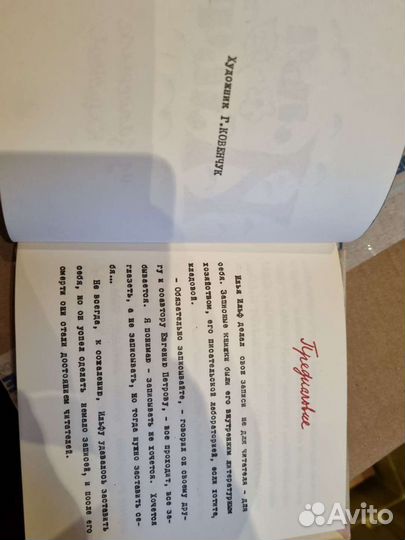 Художник Г.КОВЕНЧУК
Предисловие
Илья Ильф делал свои записи не для читателя - для
себя. Записные книжки были его внутренним литературным
хозяйством, его писательской лабораторией, если хотите,
кладовой.
- Обязательно записывайте, - говорил он своему дру-
гу и соавтору Евгению Петрову, - все проходит, все за-
бывается. Я понимаю - записывать не хочется. Хочется
глазеть, а не записывать, но тогда нужно заставить се-
бя...
Не всегда, к сожалению, Ильфу удавалось заставить
себя, но он успел сделать немало записей, и после его
смерти они стали достоянием читателей.
Avito